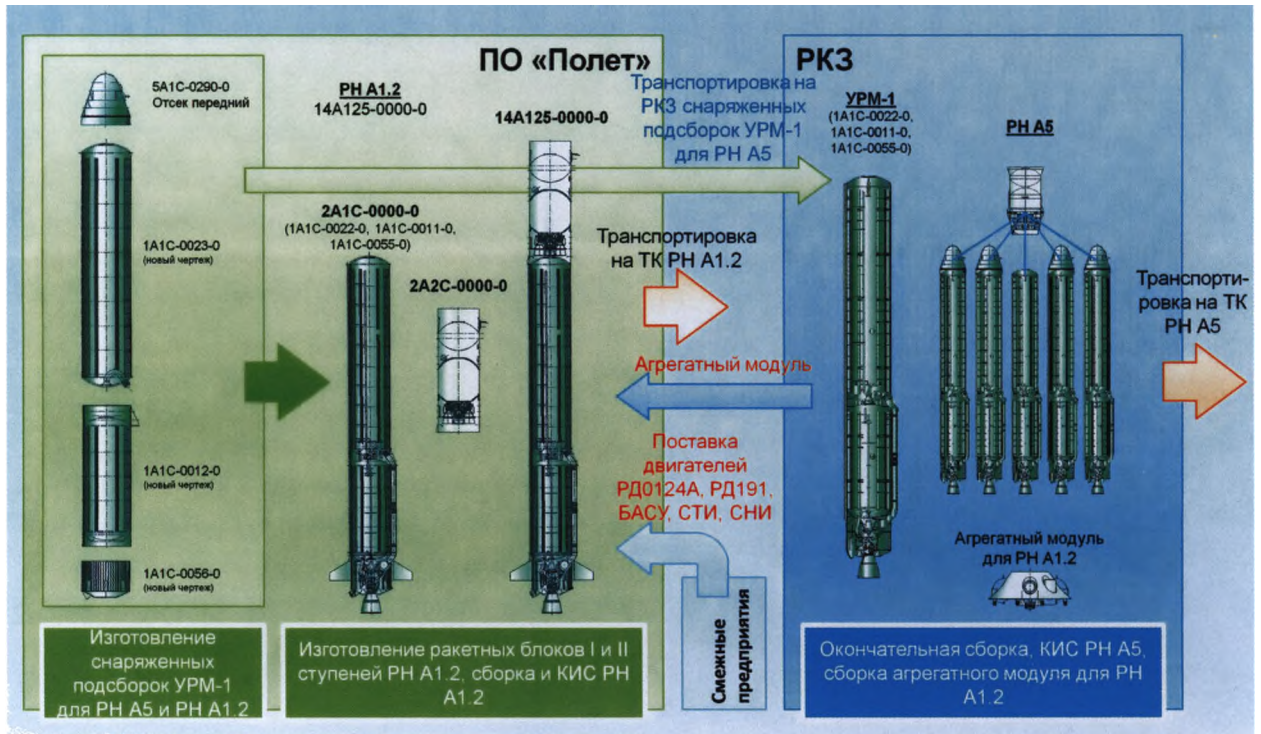 ПО «Полет»
РКЗ
5А1С-0290-0
Отсек передний
1А1С-0023-0
(новый чертеж)
1А1С-0012-0
(новый чертеж)
1А1С-0056-0
(новый чертеж)
Изготовление
снаряженных
подсборок УРМ-1
для РН А5 и РН А1.2
РН А1.2
14А125-0000-0
14А125-0000-0
2А1С-0000-0
(1А1С-0022-0, 1А1С-0011-0,
1А1С-0055-0)
2А2С-0000-0
Изготовление ракетных блоков I и II
ступеней РН А1.2, сборка и КИС РН
А1.2
Транспортировка на
РКЗ снаряженных
подсборок УРМ-1
для РН А5
Транспортировка
на ТК РН А1.2
Агрегатный модуль
Поставка
двигателей
РД0124А, РД191,
БАСУ, СТИ, СНИ
Смежные
предприятия
УРМ-1
(1А1С-0022-0,
1А1С-0011-0,
1А1С-0055-0)
РН А5
Агрегатный модуль
для РН А1.2
Окончательная сборка, КИС РН А5,
сборка агрегатного модуля для РН
А1.2
Транспорти-
ровка на ТК
РН А5